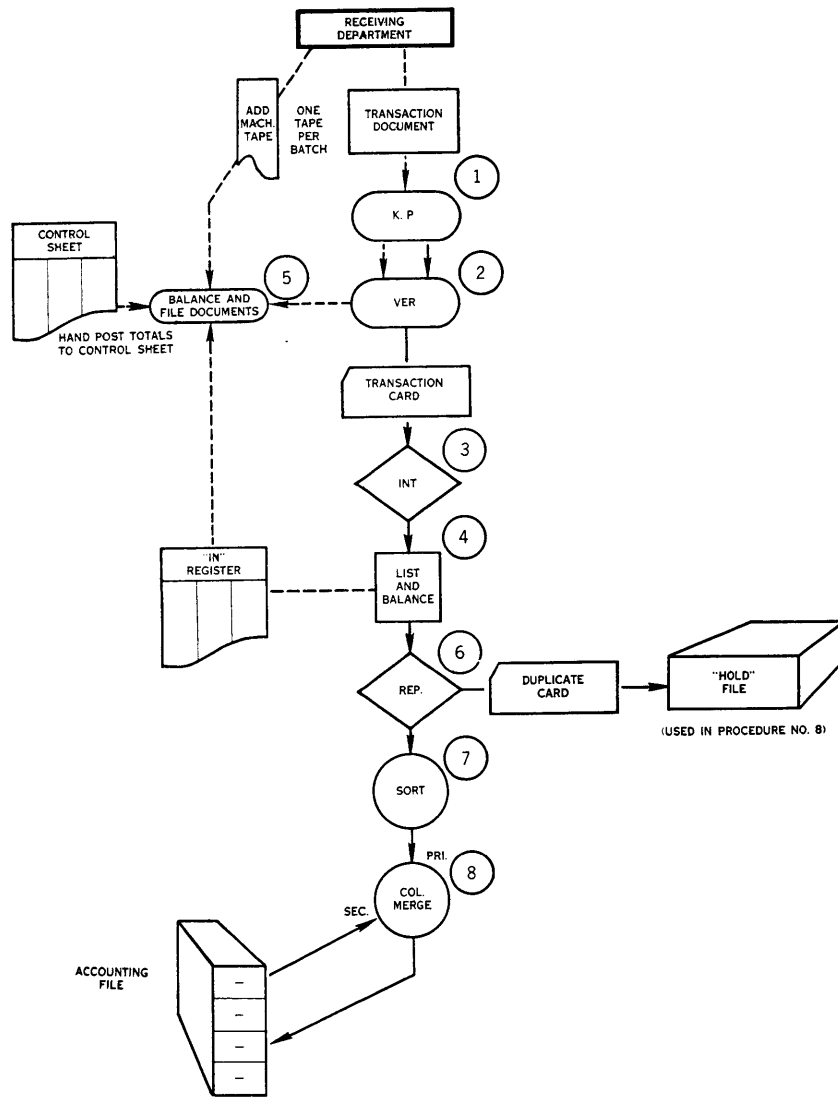 RECEIVING
DEPARTMENT
ADD
MACH.
TAPE
ONE
TAPE
PER
BATCH
TRANSACTION
DOCUMENT
1
K. P
CONTROL
SHEET
5
2
BALANCE AND
FILE DOCUMENTS
VER
HAND POST TOTALS
TO CONTROL SHEET
TRANSACTION
CARD
3
INT
4
"IN"
REGISTER
LIST
AND
BALANCE
6
REP.
DUPLICATE
CARD
"HOLD"
FILE
(USED IN PROCEDURE NO. 8)
7
SORT
PRI.
8
COL.
MERGE
SEC.
ACCOUNTING
FILE